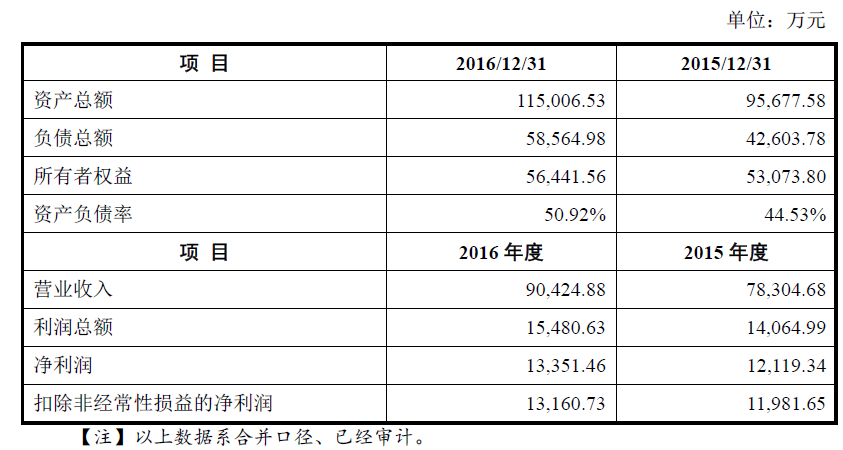 单位：万元
项 目 2016/12/31 2015/12/31
资产总额 115,006.53 95,677.58
负债总额 58,564.98 42,603.78
所有者权益 56,441.56 53,073.80
资产负债率 50.92% 44.53%
项 目 2016 年度 2015 年度
营业收入 90,424.88 78,304.68
利润总额 15,480.63 14,064.99
净利润 13,351.46 12,119.34
扣除非经常性损益的净利润 13,160.73 11,981.65
【注】以上数据系合并口径、已经审计。